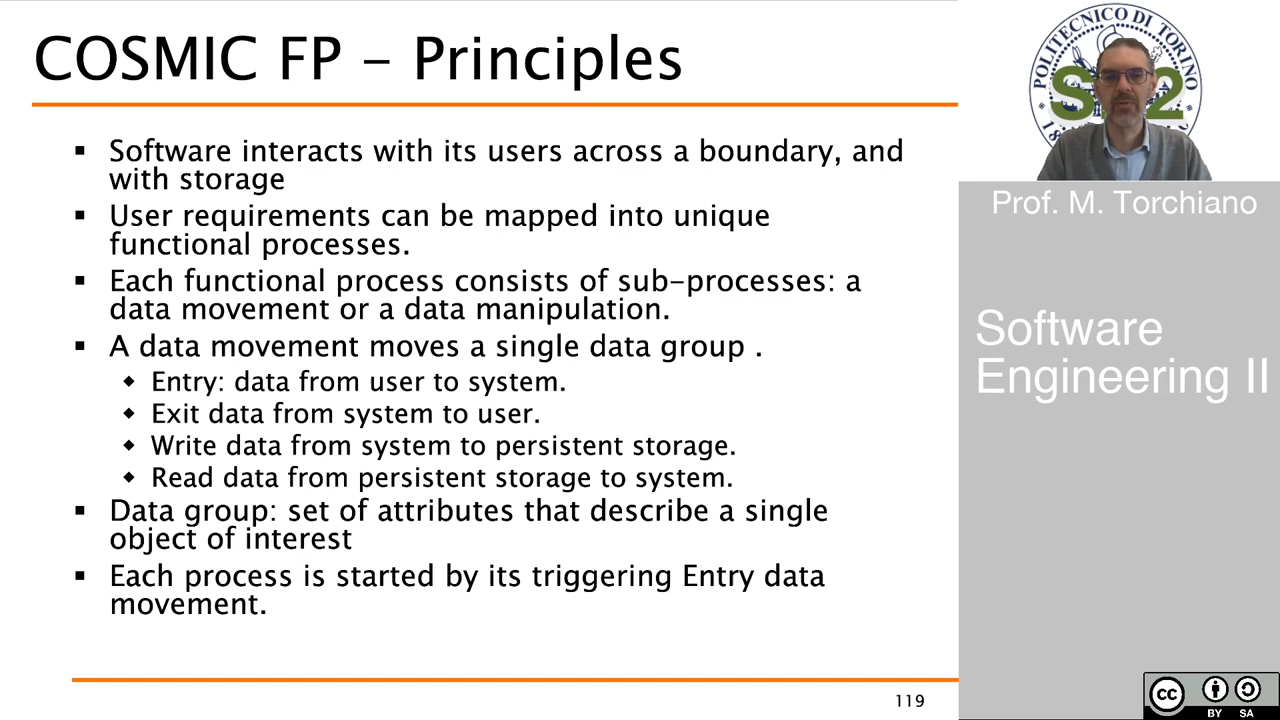 COSMIC FP – Principles
Software interacts with its users across a boundary, and
with storage
User requirements can be mapped into unique
functional processes.
Each functional process consists of sub-processes: a
data movement or a data manipulation.
A data movement moves a single data group .
Entry: data from user to system.
Exit data from system to user.
Write data from system to persistent storage.
Read data from persistent storage to system.
Data group: set of attributes that describe a single
object of interest
Each process is started by its triggering Entry data
movement.
119
POLITECNICO DI TORINO
Prof. M. Torchiano
Software
Engineering II
cc
BY SA